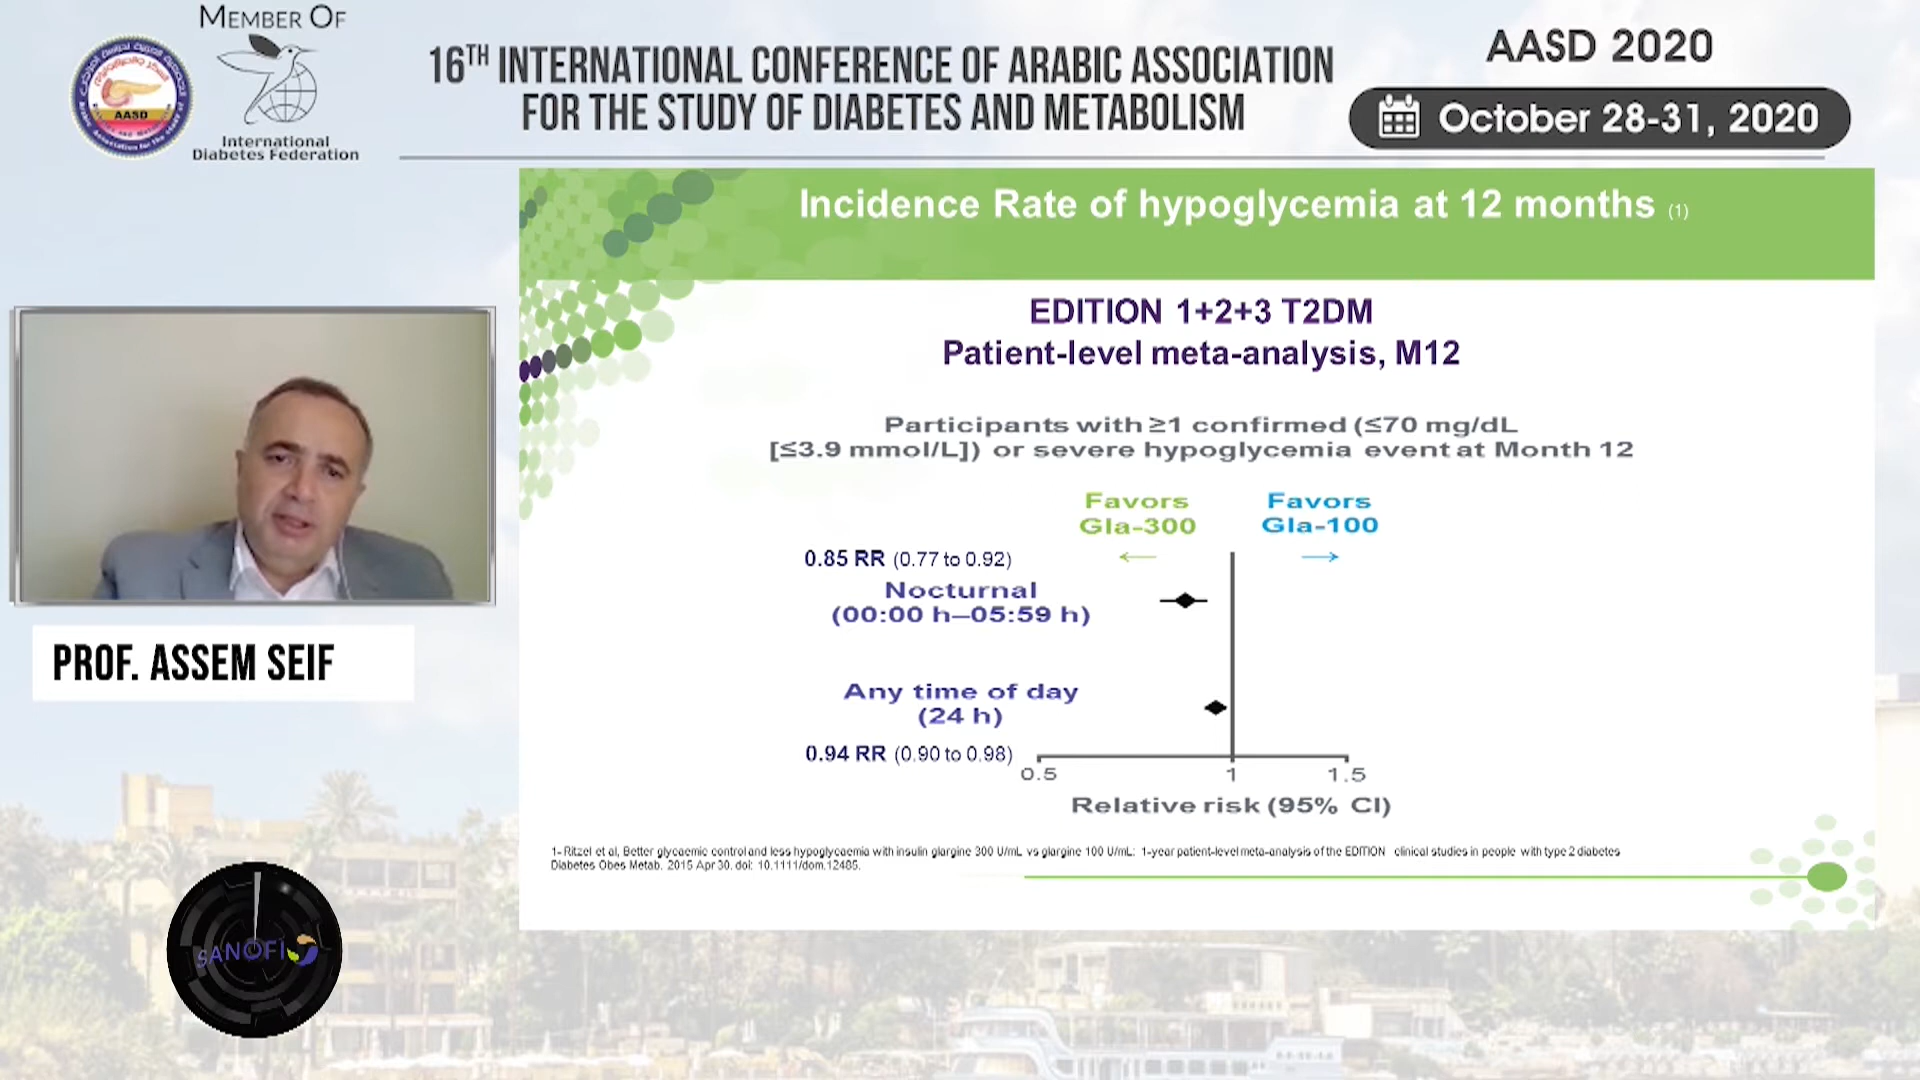 MEMBER OF
AASD
International
Diabetes Federation
16TH INTERNATIONAL CONFERENCE OF ARABIC ASSOCIATION
FOR THE STUDY OF DIABETES AND METABOLISM
AASD 2020
October 28-31, 2020
Incidence Rate of hypoglycemia at 12 months (1)
EDITION 1+2+3 T2DM
Patient-level meta-analysis, M12
Participants with ≥1 confirmed (≤70 mg/dL
[≤3.9 mmol/L]) or severe hypoglycemia event at Month 12
Favors
Gla-300
←
Favors
Gla-100
→
0.85 RR (0.77 to 0.92)
Nocturnal
(00:00 h–05:59 h)
Any time of day
(24 h)
0.94 RR (0.90 to 0.98)
0.5 1 1.5
Relative risk (95% CI)
1- Ritzel et al, Better glycaemic control and less hypoglycaemia with insulin glargine 300 U/mL vs glargine 100 U/mL: 1-year patient-level meta-analysis of the EDITION clinical studies in people with type 2 diabetes
Diabetes Obes Metab. 2015 Apr 30. doi: 10.1111/dom.12485.
PROF. ASSEM SEIF
SANOFI